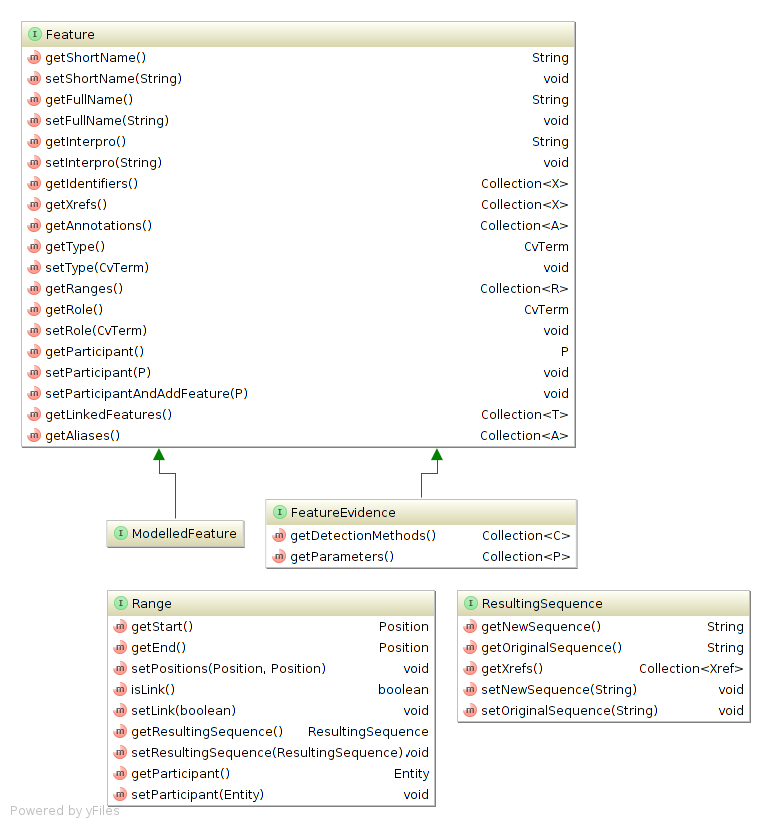 I Feature
m getShortName() String
m setShortName(String) void
m getFullName() String
m setFullName(String) void
m getInterpro() String
m setInterpro(String) void
m getIdentifiers() Collection<X>
m getXrefs() Collection<X>
m getAnnotations() Collection<A>
m getType() CvTerm
m setType(CvTerm) void
m getRanges() Collection<R>
m getRole() CvTerm
m setRole(CvTerm) void
m getParticipant() P
m setParticipant(P) void
m setParticipantAndAddFeature(P) void
m getLinkedFeatures() Collection<T>
m getAliases() Collection<A>
I ModelledFeature
I FeatureEvidence
m getDetectionMethods() Collection<C>
m getParameters() Collection<P>
I Range
m getStart() Position
m getEnd() Position
m setPositions(Position, Position) void
m isLink() boolean
m setLink(boolean) void
m getResultingSequence() ResultingSequence
m setResultingSequence(ResultingSequence) void
m getParticipant() Entity
m setParticipant(Entity) void
I ResultingSequence
m getNewSequence() String
m getOriginalSequence() String
m getXrefs() Collection<Xref>
m setNewSequence(String) void
m setOriginalSequence(String) void
Powered by yFiles